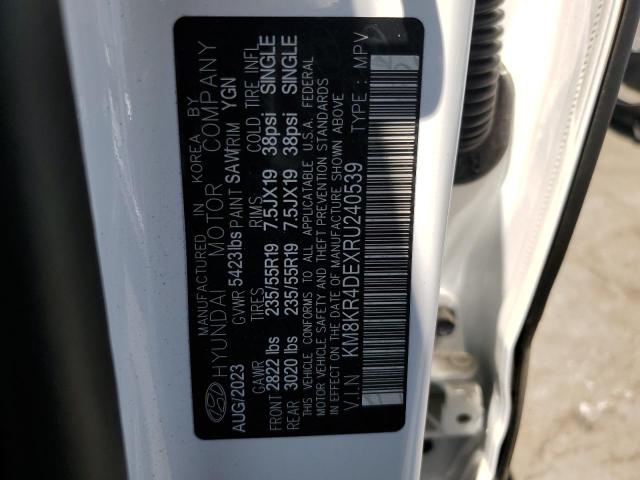 MANUFACTURED IN KOREA BY
HYUNDAI MOTOR COMPANY
AUG/2023 GVWR 5423lbs PAINT SAW TRIM YGN
GAWR TIRES RIMS COLD TIRE INFL
FRONT 2822 lbs 235/55R19 7.5JX19 38psi SINGLE
REAR 3020 lbs 235/55R19 7.5JX19 38psi SINGLE
THIS VEHICLE CONFORMS TO ALL APPLICABLE U.S.A. FEDERAL
MOTOR VEHICLE SAFETY AND THEFT PREVENTION STANDARDS
IN EFFECT ON THE DATE OF MANUFACTURE SHOWN ABOVE
V.I.N KM8KR4DEXRU240539 TYPE : MPV